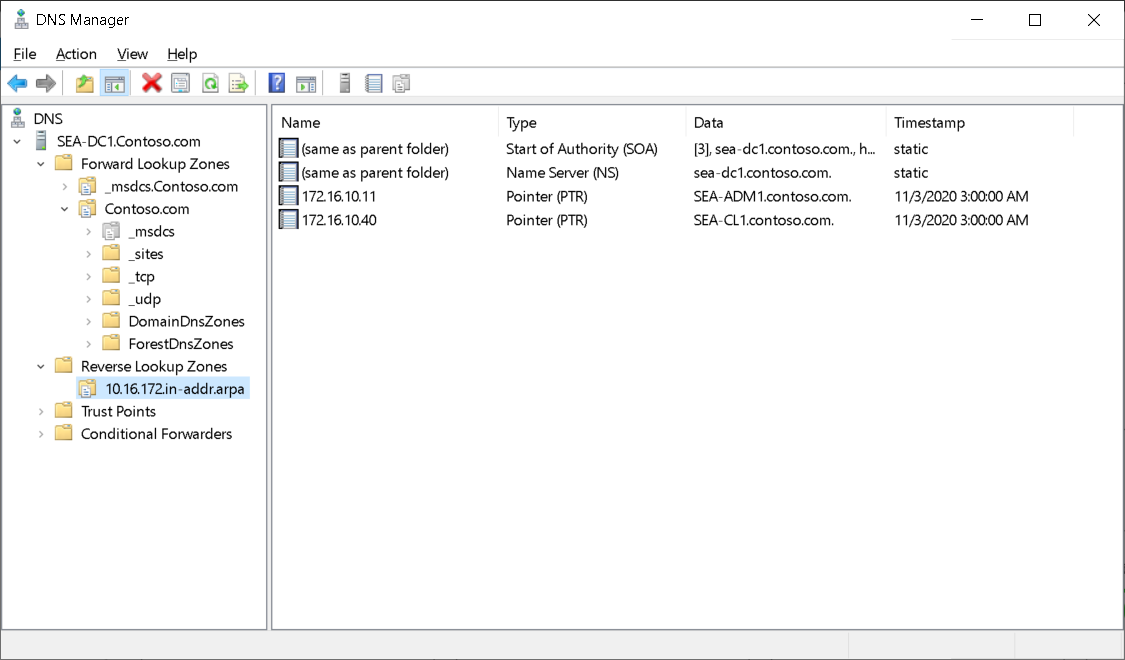 DNS Manager
File Action View Help
DNS
SEA-DC1.Contoso.com
Forward Lookup Zones
_msdcs.Contoso.com
Contoso.com
_msdcs
_sites
_tcp
_udp
DomainDnsZones
ForestDnsZones
Reverse Lookup Zones
10.16.172.in-addr.arpa
Trust Points
Conditional Forwarders
Name Type Data Timestamp
(same as parent folder) Start of Authority (SOA) [3], sea-dc1.contoso.com., h... static
(same as parent folder) Name Server (NS) sea-dc1.contoso.com. static
172.16.10.11 Pointer (PTR) SEA-ADM1.contoso.com. 11/3/2020 3:00:00 AM
172.16.10.40 Pointer (PTR) SEA-CL1.contoso.com. 11/3/2020 3:00:00 AM